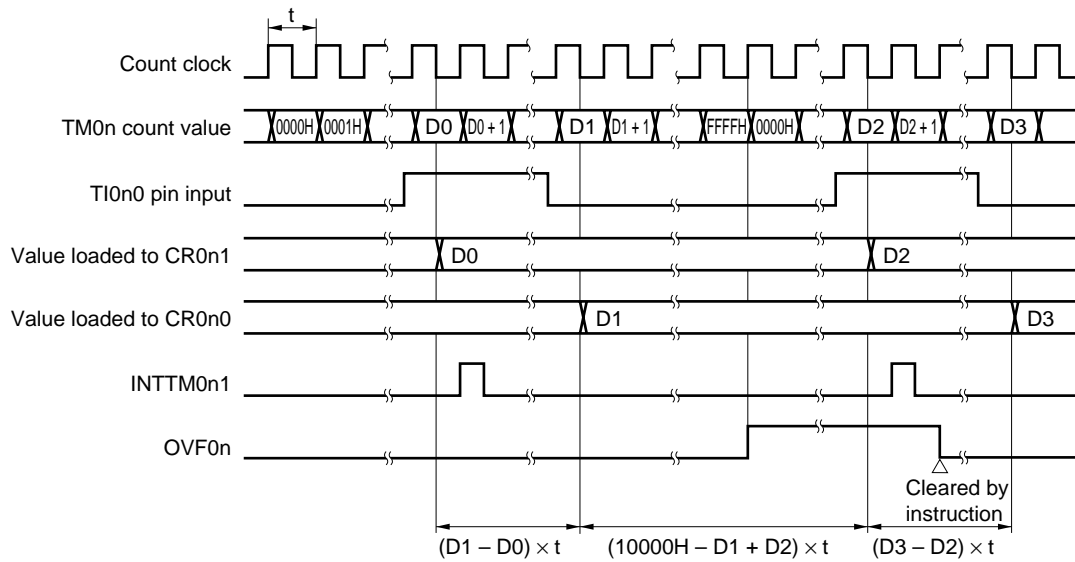 t
Count clock
TM0n count value 0000H 0001H D0 D0 + 1 D1 D1 + 1 FFFFH 0000H D2 D2 + 1 D3
TI0n0 pin input
Value loaded to CR0n1 D0 D2
Value loaded to CR0n0 D1 D3
INTTM0n1
OVF0n
Cleared by
instruction
(D1 – D0) × t (10000H – D1 + D2) × t (D3 – D2) × t